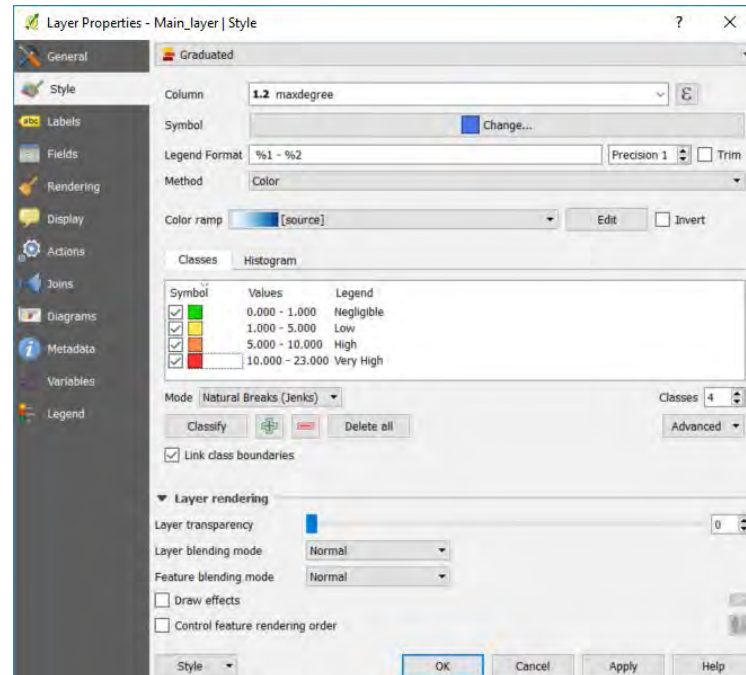 Layer Properties - Main_layer | Style ? X
General
Style
abc Labels
Fields
Rendering
Display
Actions
Joins
Diagrams
i Metadata
Variables
Legend
Graduated
Column 1.2 maxdegree ε
Symbol Change...
Legend Format %1 - %2 Precision 1 Trim
Method Color
Color ramp [source] Edit Invert
Classes Histogram
Symbol Values Legend
0.000 - 1.000 Negligible
1.000 - 5.000 Low
5.000 - 10.000 High
10.000 - 23.000 Very High
Mode Natural Breaks (Jenks) Classes 4
Classify Delete all Advanced
Link class boundaries
Layer rendering
Layer transparency 0
Layer blending mode Normal
Feature blending mode Normal
Draw effects
Control feature rendering order
Style OK Cancel Apply Help